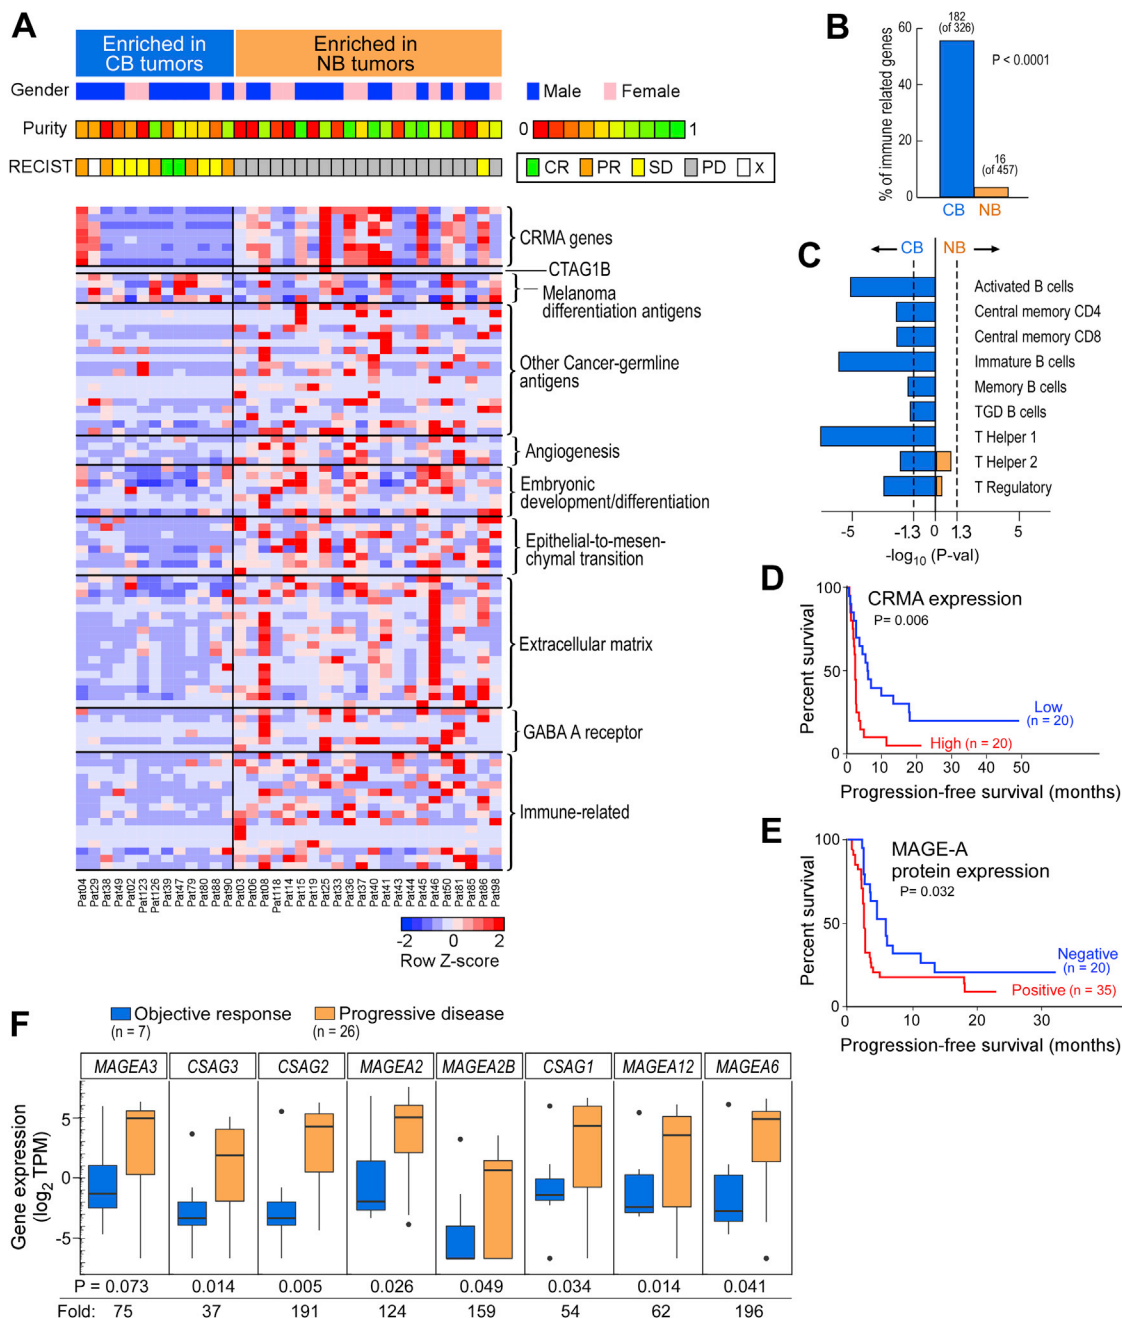 A
Enriched in
CB tumors
Enriched in
NB tumors
Gender
Male
Female
Purity
0
1
RECIST
CR
PR
SD
PD
X
CRMA genes
CTAG1B
Melanoma
differentiation antigens
Other Cancer-germline
antigens
Angiogenesis
Embryonic
development/differentiation
Epithelial-to-mesen-
chymal transition
Extracellular matrix
GABA A receptor
Immune-related
Pat04
Pat29
Pat38
Pat49
Pat02
Pat123
Pat126
Pat39
Pat47
Pat79
Pat80
Pat88
Pat90
Pat03
Pat06
Pat08
Pat118
Pat14
Pat15
Pat19
Pat25
Pat33
Pat36
Pat37
Pat40
Pat41
Pat43
Pat44
Pat45
Pat46
Pat50
Pat81
Pat85
Pat86
Pat98
-2
0
2
Row Z-score
B
% of immune related genes
60
40
20
0
182
(of 326)
P < 0.0001
16
(of 457)
CB
NB
C
CB
NB
Activated B cells
Central memory CD4
Central memory CD8
Immature B cells
Memory B cells
TGD B cells
T Helper 1
T Helper 2
T Regulatory
-5
-1.3
0
1.3
5
-log10 (P-val)
D
Percent survival
100
50
0
CRMA expression
P= 0.006
Low
(n = 20)
High (n = 20)
0
10
20
30
40
50
Progression-free survival (months)
E
Percent survival
100
50
0
MAGE-A
protein expression
P= 0.032
Negative
(n = 20)
Positive (n = 35)
0
10
20
30
Progression-free survival (months)
F
Objective response
(n = 7)
Progressive disease
(n = 26)
MAGEA3
CSAG3
CSAG2
MAGEA2
MAGEA2B
CSAG1
MAGEA12
MAGEA6
Gene expression
(log2 TPM)
5
0
-5
P = 0.073 0.014 0.005 0.026 0.049 0.034 0.014 0.041
Fold: 75 37 191 124 159 54 62 196